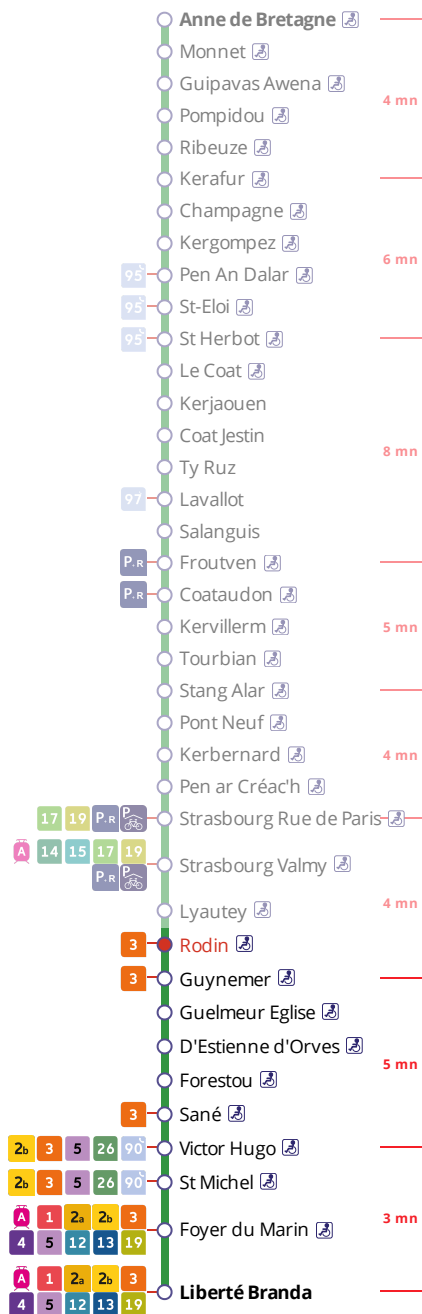 Anne de Bretagne
Monnet
Guipavas Awena
4 mn
Pompidou
Ribeuze
Kerafur
Champagne
Kergompez
6 mn
95 Pen An Dalar
95 St-Eloi
95 St Herbot
Le Coat
Kerjaouen
Coat Jestin
8 mn
Ty Ruz
97 Lavallot
Salanguis
P+R Froutven
P+R Coataudon
Kervillerm 5 mn
Tourbian
Stang Alar
Pont Neuf
Kerbernard 4 mn
Pen ar Créac'h
17 19 P+R P Strasbourg Rue de Paris
A 14 15 17 19
Strasbourg Valmy
P+R P
4 mn
Lyautey
3 Rodin
3 Guynemer
Guelmeur Eglise
D'Estienne d'Orves
5 mn
Forestou
3 Sané
2b 3 5 26 90 Victor Hugo
2b 3 5 26 90 St Michel
A 1 2a 2b 3
Foyer du Marin 3 mn
4 5 12 13 19
A 1 2a 2b 3
Liberté Branda
4 5 12 13 19